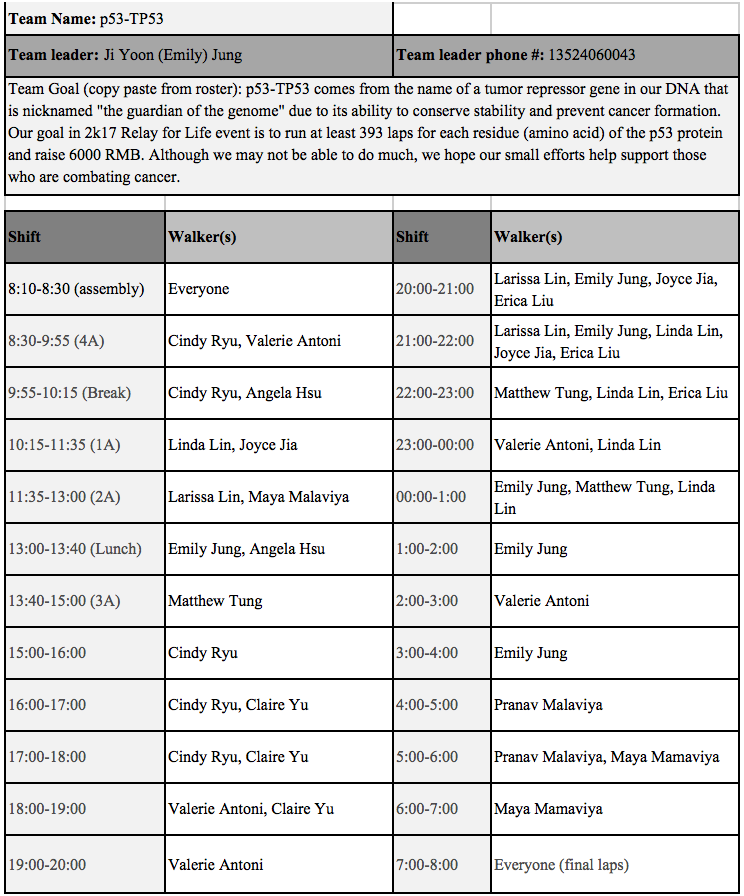 Team Name: p53-TP53
Team leader: Ji Yoon (Emily) Jung Team leader phone #: 13524060043
Team Goal (copy paste from roster): p53-TP53 comes from the name of a tumor repressor gene in our DNA that
is nicknamed "the guardian of the genome" due to its ability to conserve stability and prevent cancer formation.
Our goal in 2k17 Relay for Life event is to run at least 393 laps for each residue (amino acid) of the p53 protein
and raise 6000 RMB. Although we may not be able to do much, we hope our small efforts help support those
who are combating cancer.
Shift Walker(s) Shift Walker(s)
8:10-8:30 (assembly) Everyone 20:00-21:00 Larissa Lin, Emily Jung, Joyce Jia,
Erica Liu
8:30-9:55 (4A) Cindy Ryu, Valerie Antoni 21:00-22:00 Larissa Lin, Emily Jung, Linda Lin,
Joyce Jia, Erica Liu
9:55-10:15 (Break) Cindy Ryu, Angela Hsu 22:00-23:00 Matthew Tung, Linda Lin, Erica Liu
10:15-11:35 (1A) Linda Lin, Joyce Jia 23:00-00:00 Valerie Antoni, Linda Lin
11:35-13:00 (2A) Larissa Lin, Maya Malaviya 00:00-1:00 Emily Jung, Matthew Tung, Linda
Lin
13:00-13:40 (Lunch) Emily Jung, Angela Hsu 1:00-2:00 Emily Jung
13:40-15:00 (3A) Matthew Tung 2:00-3:00 Valerie Antoni
15:00-16:00 Cindy Ryu 3:00-4:00 Emily Jung
16:00-17:00 Cindy Ryu, Claire Yu 4:00-5:00 Pranav Malaviya
17:00-18:00 Cindy Ryu, Claire Yu 5:00-6:00 Pranav Malaviya, Maya Mamaviya
18:00-19:00 Valerie Antoni, Claire Yu 6:00-7:00 Maya Mamaviya
19:00-20:00 Valerie Antoni 7:00-8:00 Everyone (final laps)